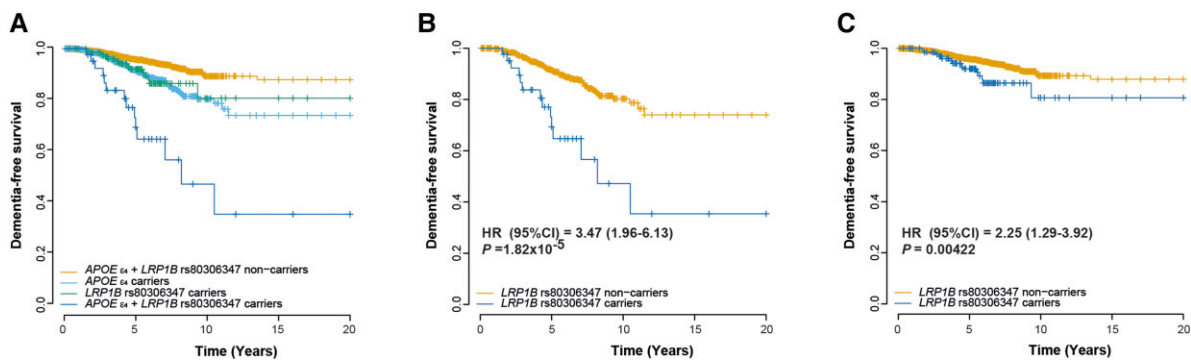 A
Dementia-free survival
1.0
0.8
0.6
0.4
0.2
0.0
APOE ε4 + LRP1B rs80306347 non-carriers
APOE ε4 carriers
LRP1B rs80306347 carriers
APOE ε4 + LRP1B rs80306347 carriers
0 5 10 15 20
Time (Years)
B
Dementia-free survival
1.0
0.8
0.6
0.4
0.2
0.0
HR (95%CI) = 3.47 (1.96-6.13)
P =1.82x10-5
LRP1B rs80306347 non-carriers
LRP1B rs80306347 carriers
0 5 10 15 20
Time (Years)
C
Dementia-free survival
1.0
0.8
0.6
0.4
0.2
0.0
HR (95%CI) = 2.25 (1.29-3.92)
P = 0.00422
LRP1B rs80306347 non-carriers
LRP1B rs80306347 carriers
0 5 10 15 20
Time (Years)